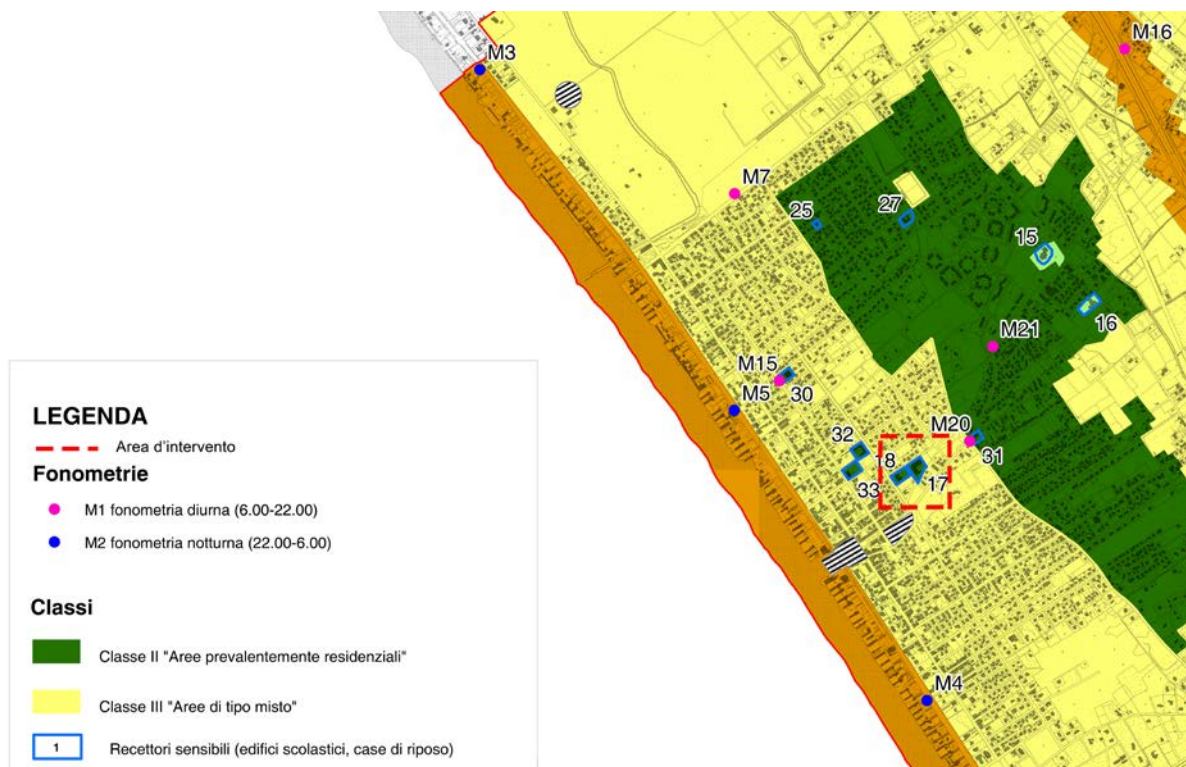 M16
M3
M7
25
27
15
16
M21
M15
30
M5
M20
31
32
18
33
17
M4
LEGENDA
Area d'intervento
Fonometrie
M1 fonometria diurna (6.00-22.00)
M2 fonometria notturna (22.00-6.00)
Classi
Classe II "Aree prevalentemente residenziali"
Classe III "Aree di tipo misto"
1 Recettori sensibili (edifici scolastici, case di riposo)